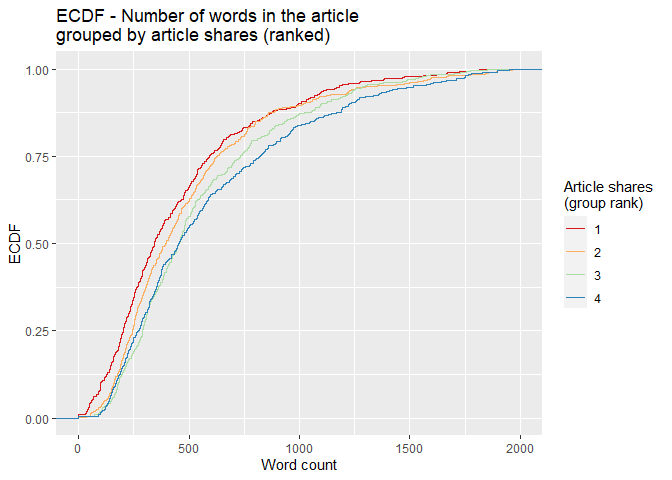 ECDF - Number of words in the article
grouped by article shares (ranked)
1.00
0.75
0.50
0.25
0.00
ECDF
0
500
1000
1500
2000
Word count
Article shares
(group rank)
1
2
3
4